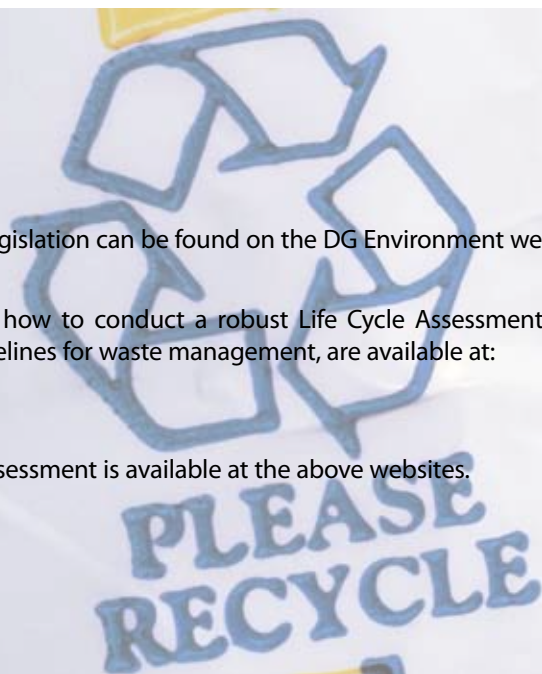 gislation can be found on the DG Environment we
how to conduct a robust Life Cycle Assessment
elines for waste management, are available at:
sessment is available at the above websites.
PLEASE
RECYCLE